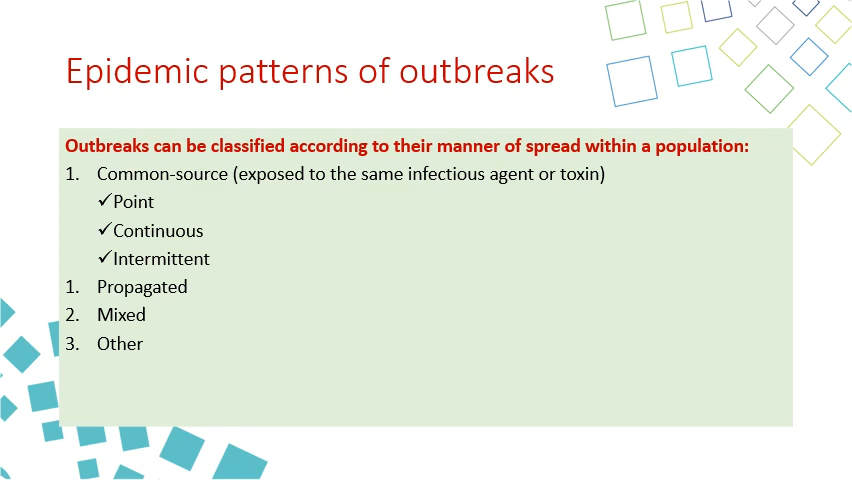 Epidemic patterns of outbreaks
Outbreaks can be classified according to their manner of spread within a population:
1. Common-source (exposed to the same infectious agent or toxin)
✓Point
✓Continuous
✓Intermittent
1. Propagated
2. Mixed
3. Other